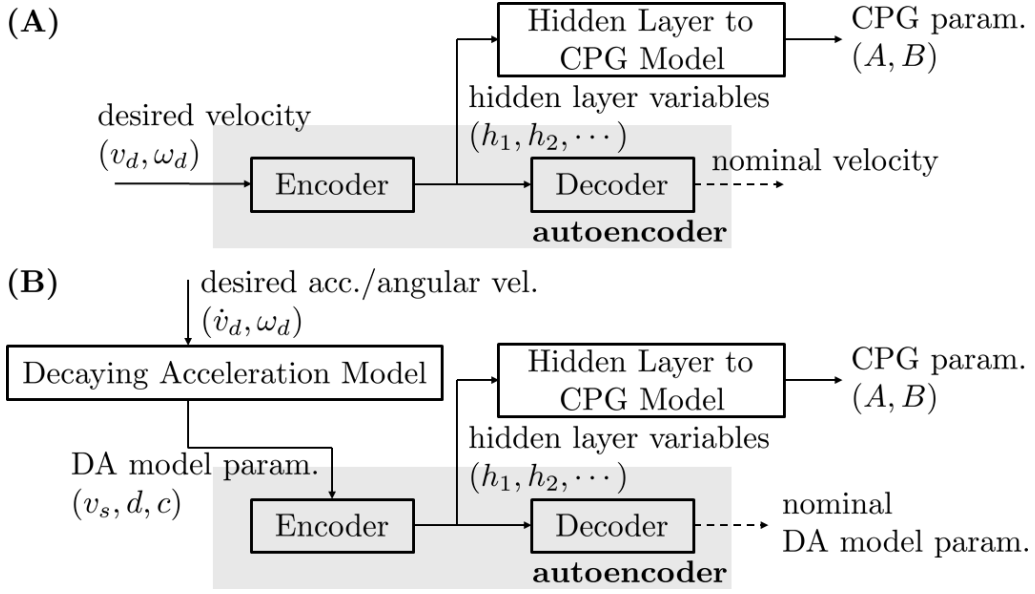 (A)
Hidden Layer to
CPG Model
CPG param.
(A, B)
desired velocity
(v_d, ω_d)
hidden layer variables
(h_1, h_2, ⋯)
Encoder
Decoder
nominal velocity
autoencoder
(B)
desired acc./angular vel.
(v̇_d, ω_d)
Decaying Acceleration Model
Hidden Layer to
CPG Model
CPG param.
(A, B)
DA model param.
(v_s, d, c)
hidden layer variables
(h_1, h_2, ⋯)
Encoder
Decoder
nominal
DA model param.
autoencoder